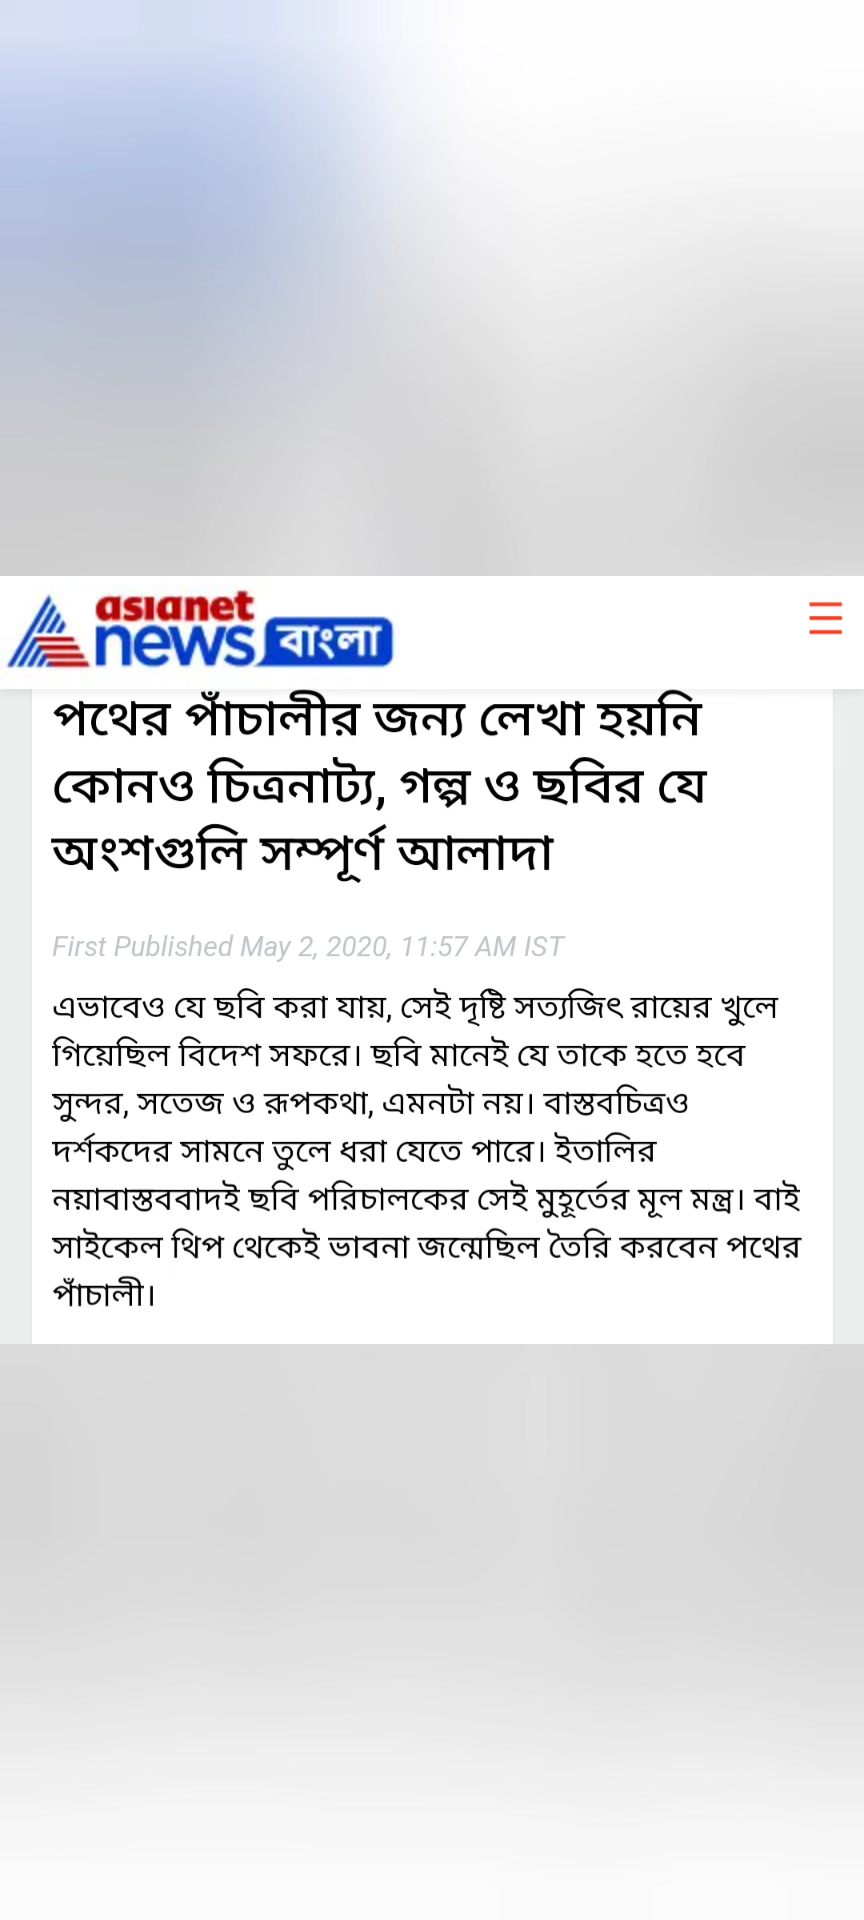 asianet
news বাংলা
পথের পাঁচালীর জন্য লেখা হয়নি
কোনও চিত্রনাট্য, গল্প ও ছবির যে
অংশগুলি সম্পূর্ণ আলাদা
First Published May 2, 2020, 11:57 AM IST
এভাবেও যে ছবি করা যায়, সেই দৃষ্টি সত্যজিৎ রায়ের খুলে
গিয়েছিল বিদেশ সফরে। ছবি মানেই যে তাকে হতে হবে
সুন্দর, সতেজ ও রূপকথা, এমনটা নয়। বাস্তবচিত্রও
দর্শকদের সামনে তুলে ধরা যেতে পারে। ইতালির
নয়াবাস্তববাদই ছবি পরিচালকের সেই মুহূর্তের মূল মন্ত্র। বাই
সাইকেল থিপ থেকেই ভাবনা জন্মেছিল তৈরি করবেন পথের
পাঁচালী।